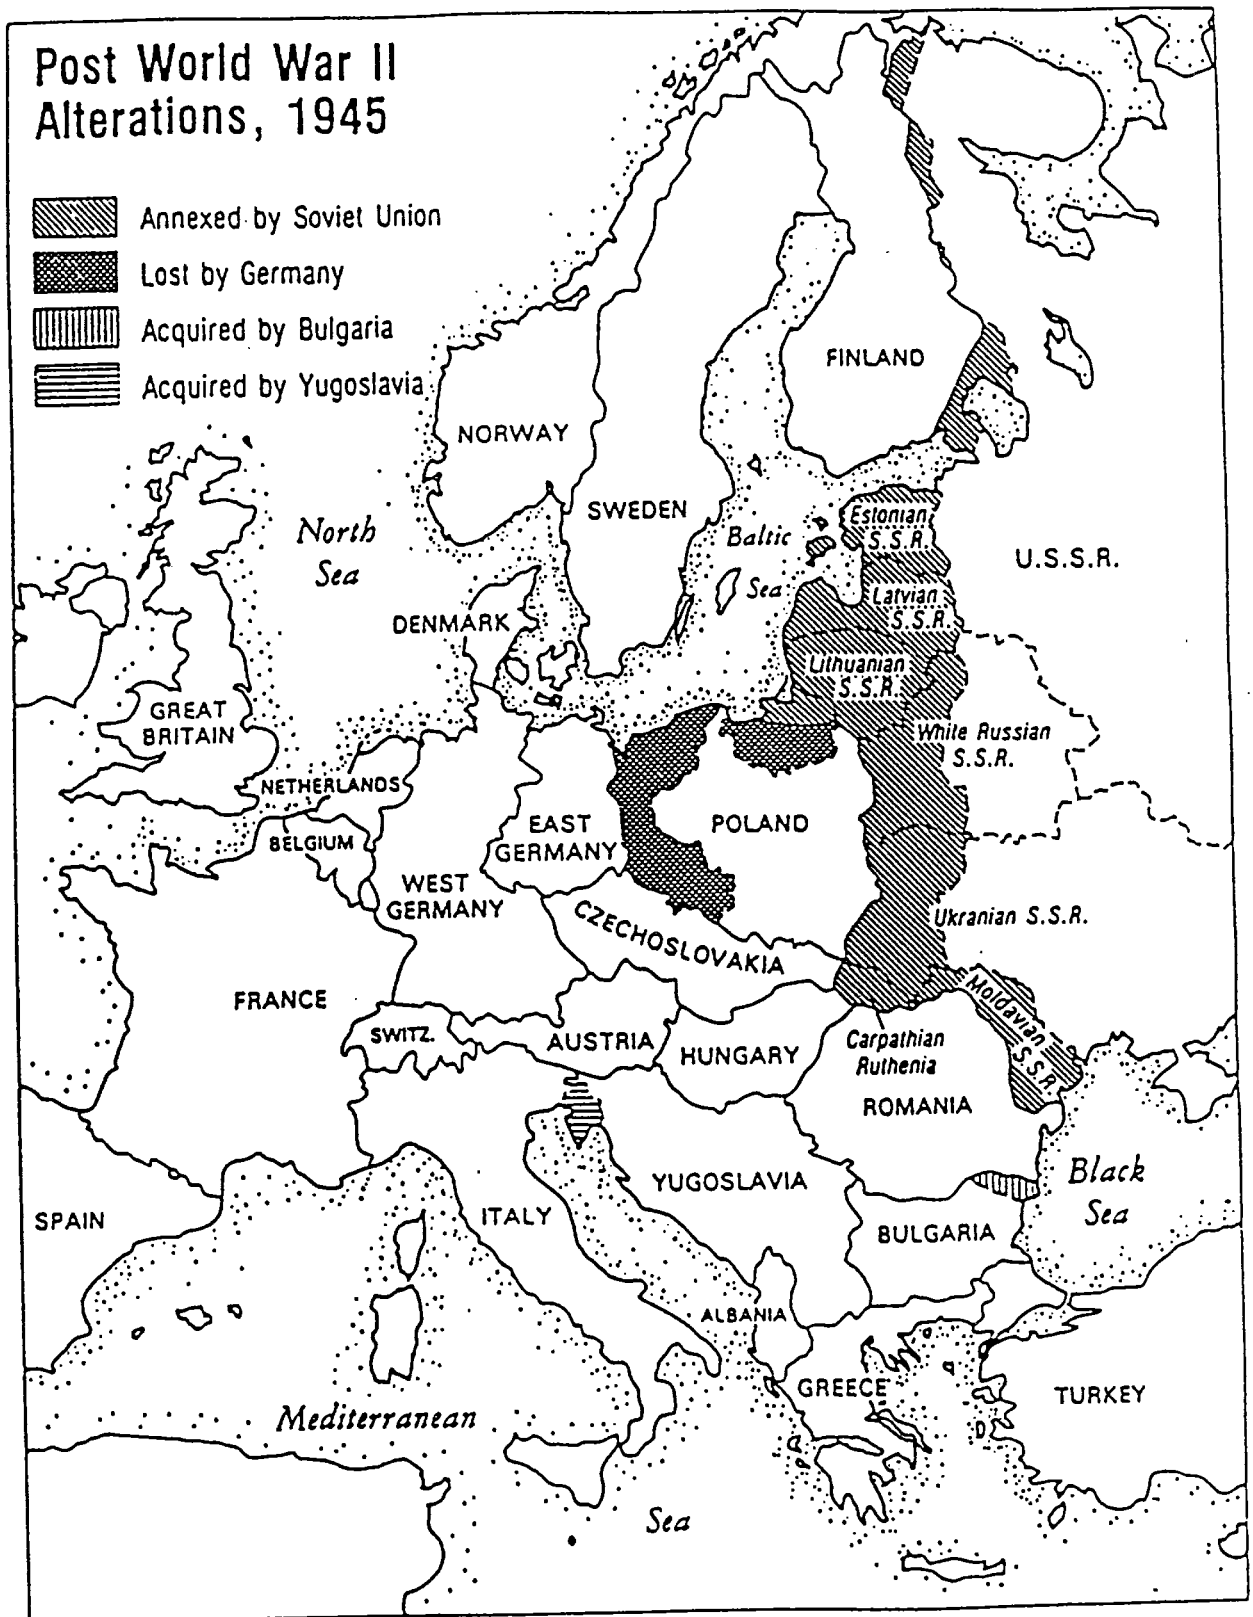 Post World War II
Alterations, 1945
Annexed by Soviet Union
Lost by Germany
Acquired by Bulgaria
Acquired by Yugoslavia
FINLAND
NORWAY
SWEDEN
North
Sea
Baltic
Sea
Estonian
S.S.R.
U.S.S.R.
Latvian
S.S.R.
DENMARK
Lithuanian
S.S.R.
GREAT
BRITAIN
White Russian
S.S.R.
NETHERLANDS
BELGIUM
EAST
GERMANY
POLAND
WEST
GERMANY
CZECHOSLOVAKIA
Ukranian S.S.R.
FRANCE
SWITZ.
AUSTRIA
HUNGARY
Carpathian
Ruthenia
Moldavian
S.S.R.
ROMANIA
YUGOSLAVIA
Black
Sea
SPAIN
ITALY
BULGARIA
ALBANIA
GREECE
TURKEY
Mediterranean
Sea